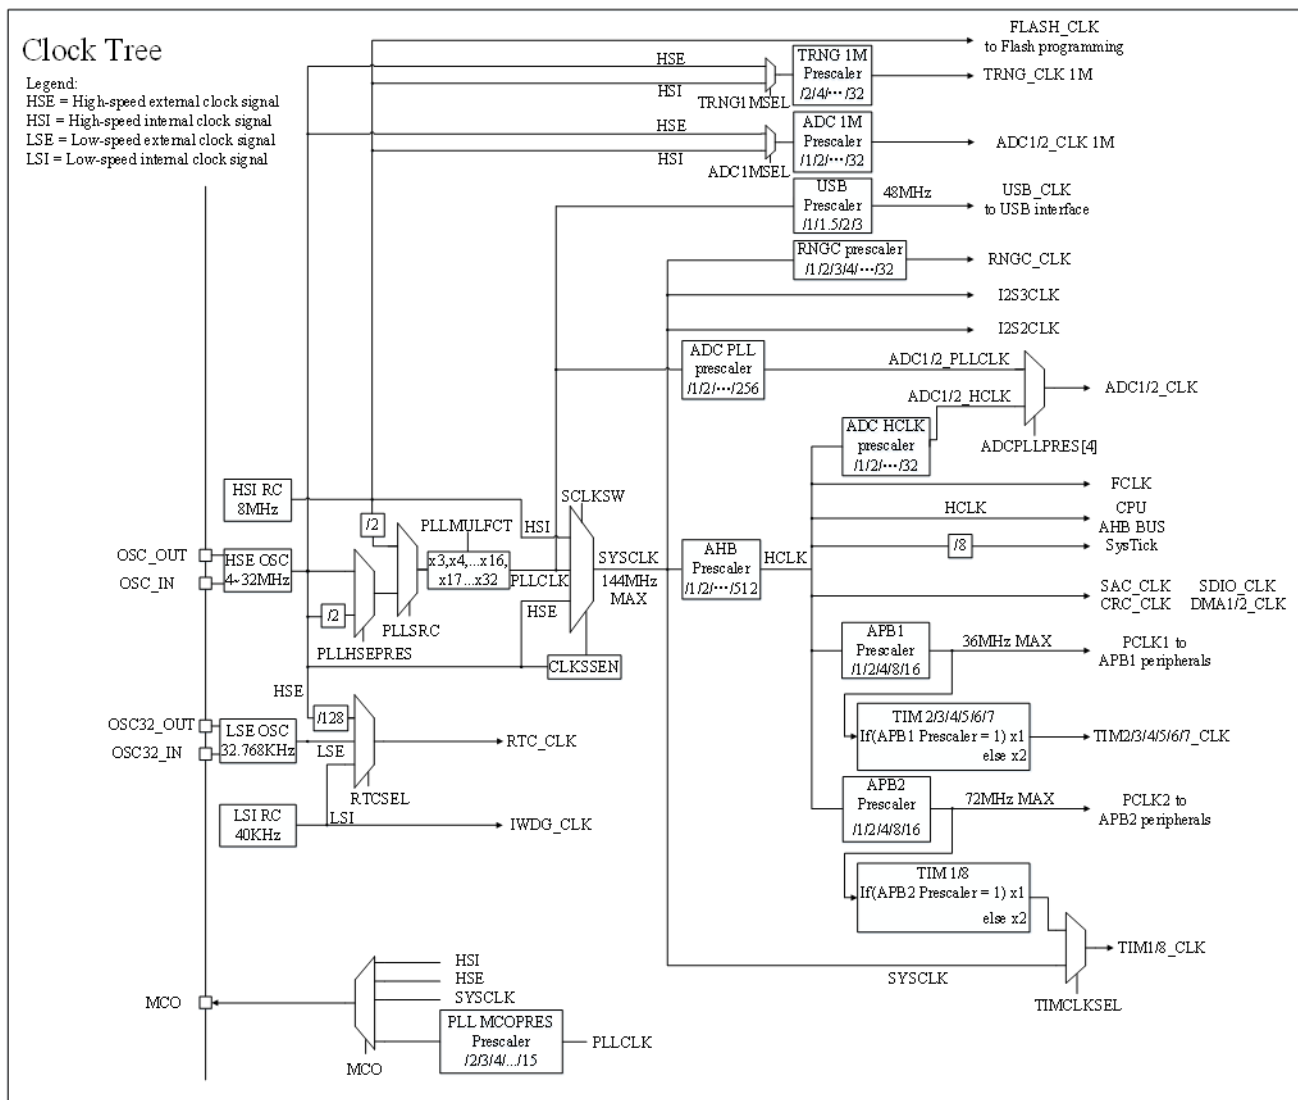 Clock Tree
Legend:
HSE = High-speed external clock signal
HSI = High-speed internal clock signal
LSE = Low-speed external clock signal
LSI = Low-speed internal clock signal
FLASH_CLK
to Flash programming
HSE
HSI
TRNG1MSEL
TRNG 1M
Prescaler
/2/4/···/32
TRNG_CLK 1M
HSE
HSI
ADC1MSEL
ADC 1M
Prescaler
/1/2/···/32
ADC1/2_CLK 1M
USB
Prescaler
/1/1.5/2/3
48MHz
USB_CLK
to USB interface
RNGC prescaler
/1/2/3/4/···/32
RNGC_CLK
I2S3CLK
I2S2CLK
ADC PLL
prescaler
/1/2/···/256
ADC1/2_PLLCLK
ADC1/2_HCLK
ADC1/2_CLK
ADCPLLPRES[4]
ADC HCLK
prescaler
/1/2/···/32
HSI RC
8MHz
/2
PLLMULFCT
HSI
SCLKSW
FCLK
HCLK
CPU
AHB BUS
/8
SysTick
OSC_OUT
OSC_IN
HSE OSC
4~32MHz
/2
PLLHSEPRES
PLLSRC
x3,x4,...x16,
x17...x32
PLLCLK
HSE
CLKSSEN
SYSCLK
144MHz
MAX
AHB
Prescaler
/1/2/···/512
HCLK
SAC_CLK SDIO_CLK
CRC_CLK DMA1/2_CLK
APB1
Prescaler
/1/2/4/8/16
36MHz MAX
PCLK1 to
APB1 peripherals
HSE
/128
OSC32_OUT
OSC32_IN
LSE OSC
32.768KHz
LSE
RTC_CLK
RTCSEL
TIM 2/3/4/5/6/7
If(APB1 Prescaler = 1) x1
else x2
TIM2/3/4/5/6/7_CLK
LSI RC
40KHz
LSI
IWDG_CLK
APB2
Prescaler
/1/2/4/8/16
72MHz MAX
PCLK2 to
APB2 peripherals
TIM 1/8
If(APB2 Prescaler = 1) x1
else x2
TIM1/8_CLK
SYSCLK
TIMCLKSEL
MCO
HSI
HSE
SYSCLK
PLL MCOPRES
Prescaler
/2/3/4/.../15
PLLCLK
MCO